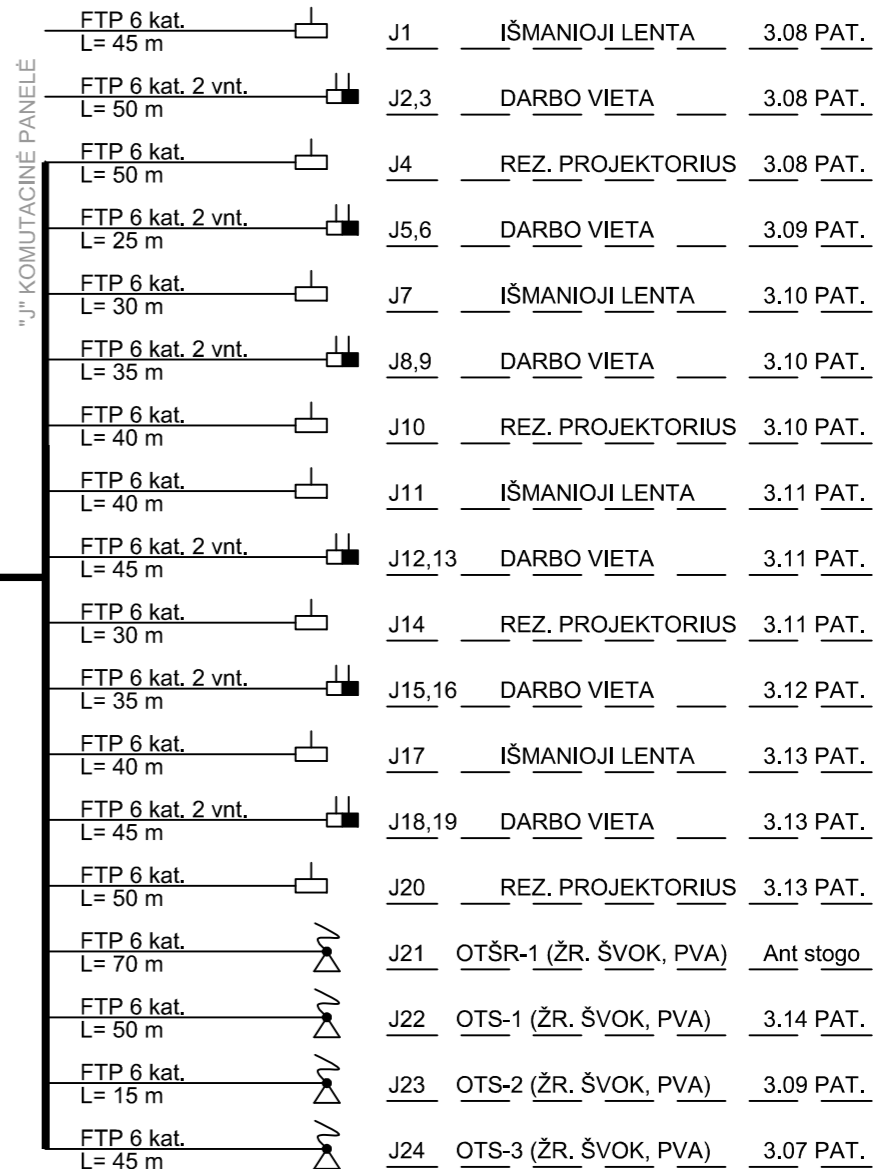 "J" KOMUTACINĖ PANELĖ
FTP 6 kat.
L= 45 m
J1 IŠMANIOJI LENTA 3.08 PAT.
FTP 6 kat. 2 vnt.
L= 50 m
J2,3 DARBO VIETA 3.08 PAT.
FTP 6 kat.
L= 50 m
J4 REZ. PROJEKTORIUS 3.08 PAT.
FTP 6 kat. 2 vnt.
L= 25 m
J5,6 DARBO VIETA 3.09 PAT.
FTP 6 kat.
L= 30 m
J7 IŠMANIOJI LENTA 3.10 PAT.
FTP 6 kat. 2 vnt.
L= 35 m
J8,9 DARBO VIETA 3.10 PAT.
FTP 6 kat.
L= 40 m
J10 REZ. PROJEKTORIUS 3.10 PAT.
FTP 6 kat.
L= 40 m
J11 IŠMANIOJI LENTA 3.11 PAT.
FTP 6 kat. 2 vnt.
L= 45 m
J12,13 DARBO VIETA 3.11 PAT.
FTP 6 kat.
L= 30 m
J14 REZ. PROJEKTORIUS 3.11 PAT.
FTP 6 kat. 2 vnt.
L= 35 m
J15,16 DARBO VIETA 3.12 PAT.
FTP 6 kat.
L= 40 m
J17 IŠMANIOJI LENTA 3.13 PAT.
FTP 6 kat. 2 vnt.
L= 45 m
J18,19 DARBO VIETA 3.13 PAT.
FTP 6 kat.
L= 50 m
J20 REZ. PROJEKTORIUS 3.13 PAT.
FTP 6 kat.
L= 70 m
J21 OTŠR-1 (ŽR. ŠVOK, PVA) Ant stogo
FTP 6 kat.
L= 50 m
J22 OTS-1 (ŽR. ŠVOK, PVA) 3.14 PAT.
FTP 6 kat.
L= 15 m
J23 OTS-2 (ŽR. ŠVOK, PVA) 3.09 PAT.
FTP 6 kat.
L= 45 m
J24 OTS-3 (ŽR. ŠVOK, PVA) 3.07 PAT.